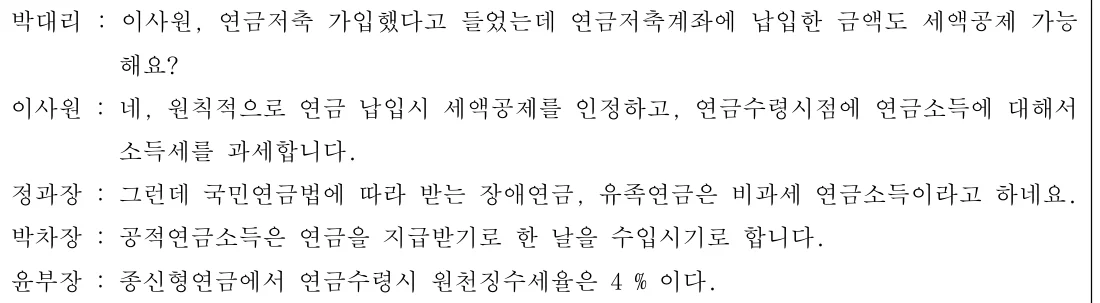 박대리 : 이사원, 연금저축 가입했다고 들었는데 연금저축계좌에 납입한 금액도 세액공제 가능
해요?
이사원 : 네, 원칙적으로 연금 납입시 세액공제를 인정하고, 연금수령시점에 연금소득에 대해서
소득세를 과세합니다.
정과장 : 그런데 국민연금법에 따라 받는 장애연금, 유족연금은 비과세 연금소득이라고 하네요.
박차장 : 공적연금소득은 연금을 지급받기로 한 날을 수입시기로 합니다.
윤부장 : 종신형연금에서 연금수령시 원천징수세율은 4 % 이다.